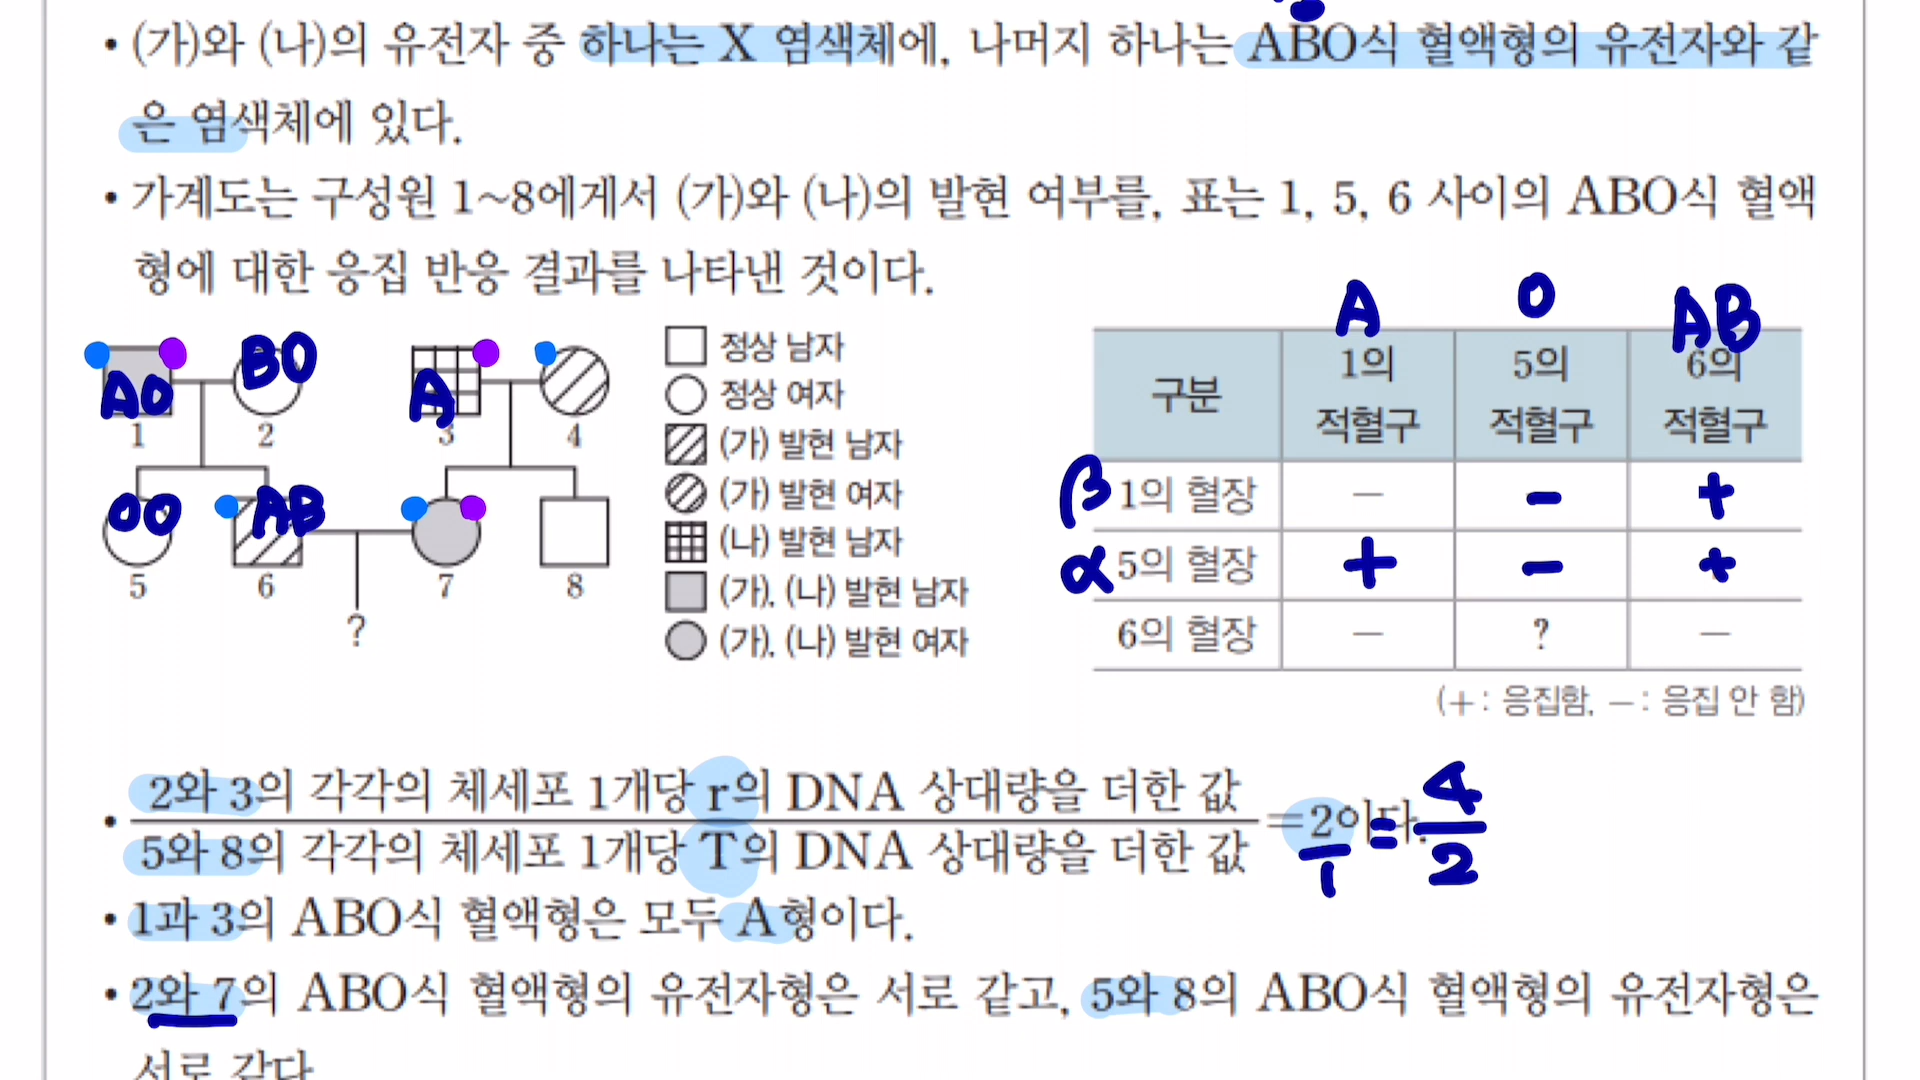 • (가)와 (나)의 유전자 중 하나는 X 염색체에, 나머지 하나는 ABO식 혈액형의 유전자와 같
은 염색체에 있다.
• 가계도는 구성원 1~8에게서 (가)와 (나)의 발현 여부를, 표는 1, 5, 6 사이의 ABO식 혈액
형에 대한 응집 반응 결과를 나타낸 것이다.
AO BO A
1 2 3 4
OO AB
5 6 7 8
?
정상 남자
정상 여자
(가) 발현 남자
(가) 발현 여자
(나) 발현 남자
(가), (나) 발현 남자
(가), (나) 발현 여자
A O AB
구분 1의 적혈구 5의 적혈구 6의 적혈구
β 1의 혈장 － - +
α 5의 혈장 + - +
6의 혈장 － ? －
(+: 응집함, －: 응집 안 함)
• 2와 3의 각각의 체세포 1개당 r의 DNA 상대량을 더한 값
5와 8의 각각의 체세포 1개당 T의 DNA 상대량을 더한 값
=2이다.
1 = 4
2
• 1과 3의 ABO식 혈액형은 모두 A형이다.
• 2와 7의 ABO식 혈액형의 유전자형은 서로 같고, 5와 8의 ABO식 혈액형의 유전자형은
서로 같다.